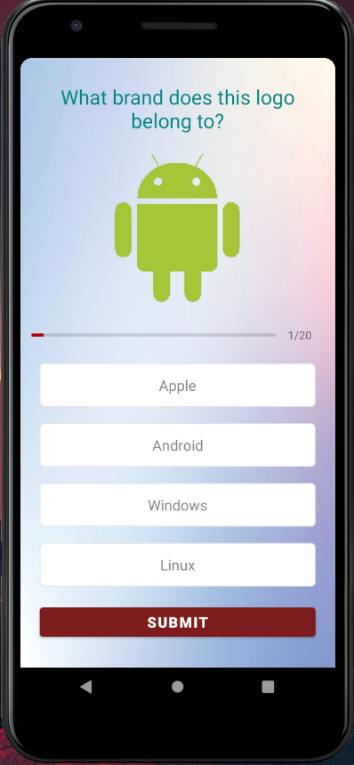 What brand does this logo
belong to?
1/20
Apple
Android
Windows
Linux
SUBMIT